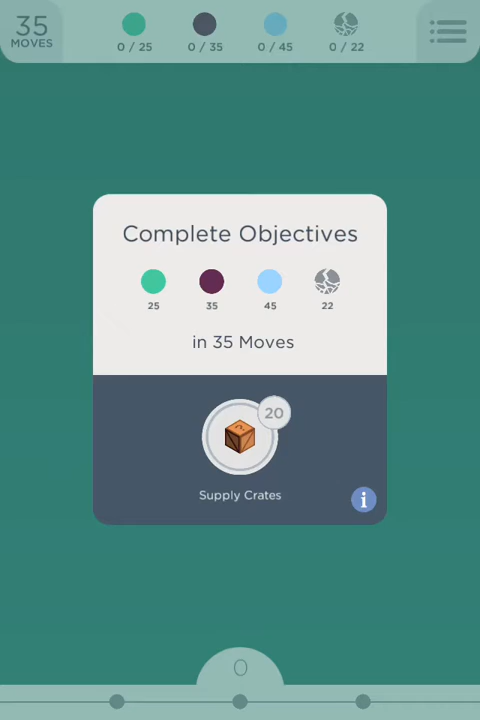 35
MOVES
0 / 25
0 / 35
0 / 45
0 / 22
Complete Objectives
25
35
45
22
in 35 Moves
20
Supply Crates
i
0